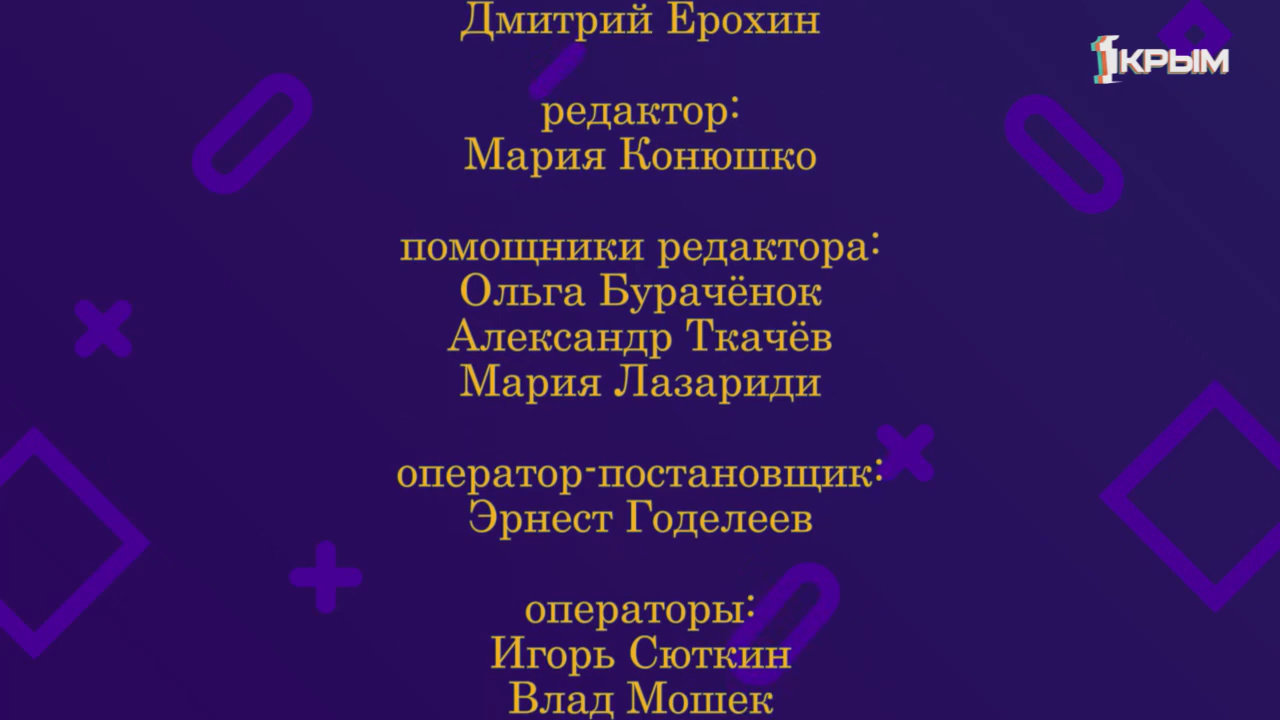 Дмитрий Ерохин
1КРЫМ
редактор:
Мария Конюшко
помощники редактора:
Ольга Бурачёнок
Александр Ткачёв
Мария Лазариди
оператор-постановщик:
Эрнест Годелеев
операторы:
Игорь Сюткин
Влад Мошек